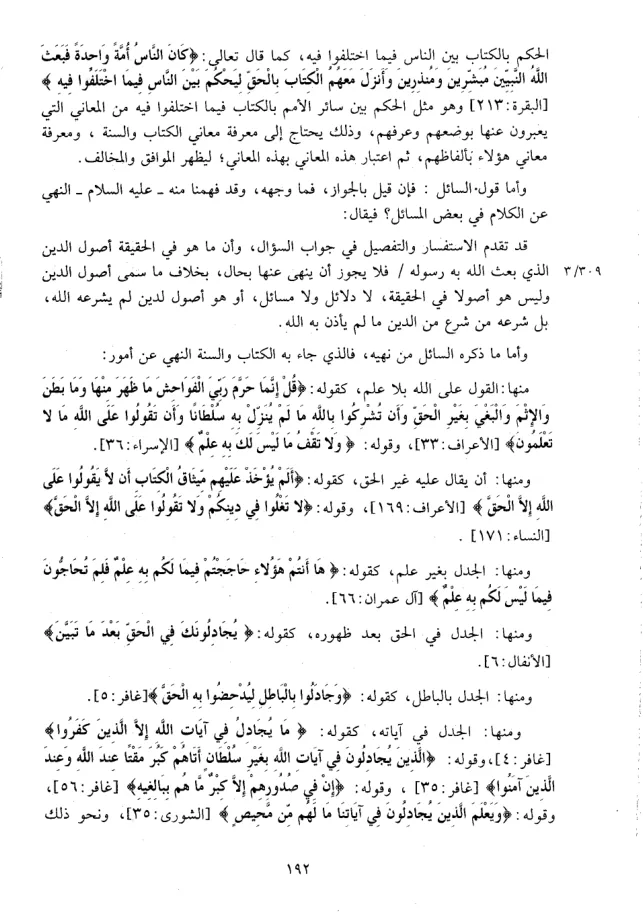 الحكم بالكتاب بين الناس فيما اختلفوا فيه، كما قال تعالى: ﴿كَانَ النَّاسُ أُمَّةً وَاحِدَةً فَبَعَثَ
اللَّهُ النَّبِيِّينَ مُبَشِّرِينَ وَمُنذِرِينَ وَأَنزَلَ مَعَهُمُ الْكِتَابَ بِالْحَقِّ لِيَحْكُمَ بَيْنَ النَّاسِ فِيمَا اخْتَلَفُوا فِيهِ ﴾
[البقرة:٢١٣] وهو مثل الحكم بين سائر الأمم بالكتاب فيما اختلفوا فيه من المعاني التي
يعبرون عنها بوضعهم وعرفهم، وذلك يحتاج إلى معرفة معاني الكتاب والسنة ، ومعرفة
معاني هؤلاء بألفاظهم، ثم اعتبار هذه المعاني بهذه المعاني؛ ليظهر الموافق والمخالف.
وأما قول السائل : فإن قيل بالجواز، فما وجهه، وقد فهمنا منه ـ عليه السلام ـ النهي
عن الكلام في بعض المسائل؟ فيقال:
قد تقدم الاستفسار والتفصيل في جواب السؤال، وأن ما هو في الحقيقة أصول الدين
٣/٣٠٩ الذي بعث الله به رسوله / فلا يجوز أن ينهى عنها بحال، بخلاف ما سمى أصول الدين
وليس هو أصولا في الحقيقة، لا دلائل ولا مسائل، أو هو أصول لدين لم يشرعه الله،
بل شرعه من شرع من الدين ما لم يأذن به الله.
وأما ما ذكره السائل من نهيه، فالذي جاء به الكتاب والسنة النهي عن أمور:
منها: القول على الله بلا علم، كقوله: ﴿قُلْ إِنَّمَا حَرَّمَ رَبِّيَ الْفَوَاحِشَ مَا ظَهَرَ مِنْهَا وَمَا بَطَنَ
وَالإِثْمَ وَالْبَغْيَ بِغَيْرِ الْحَقِّ وَأَن تُشْرِكُوا بِاللَّهِ مَا لَمْ يُنَزِّلْ بِهِ سُلْطَانًا وَأَن تَقُولُوا عَلَى اللَّهِ مَا لا
تَعْلَمُونَ﴾ [الأعراف:٣٣]، وقوله: ﴿ وَلا تَقْفُ مَا لَيْسَ لَكَ بِهِ عِلْمٌ ﴾ [الإسراء:٣٦].
ومنها: أن يقال عليه غير الحق، كقوله: ﴿أَلَمْ يُؤْخَذْ عَلَيْهِم مِّيثَاقُ الْكِتَابِ أَن لاَّ يَقُولُوا عَلَى
اللَّهِ إِلاَّ الْحَقَّ ﴾ [الأعراف:١٦٩]، وقوله: ﴿لا تَغْلُوا فِي دِينِكُمْ وَلا تَقُولُوا عَلَى اللَّهِ إِلاَّ الْحَقَّ﴾
[النساء:١٧١] .
ومنها: الجدل بغير علم، كقوله: ﴿ هَا أَنتُمْ هَؤُلاءِ حَاجَجْتُمْ فِيمَا لَكُم بِهِ عِلْمٌ فَلِمَ تُحَاجُّونَ
فِيمَا لَيْسَ لَكُم بِهِ عِلْمٌ ﴾ [آل عمران:٦٦].
ومنها: الجدل في الحق بعد ظهوره، كقوله: ﴿ يُجَادِلُونَكَ فِي الْحَقِّ بَعْدَ مَا تَبَيَّنَ﴾
[الأنفال:٦].
ومنها: الجدل بالباطل، كقوله: ﴿وَجَادَلُوا بِالْبَاطِلِ لِيُدْحِضُوا بِهِ الْحَقَّ ﴾[غافر:٥].
ومنها: الجدل في آياته، كقوله: ﴿ مَا يُجَادِلُ فِي آيَاتِ اللَّهِ إِلاَّ الَّذِينَ كَفَرُوا﴾
[غافر:٤]،وقوله: ﴿الَّذِينَ يُجَادِلُونَ فِي آيَاتِ اللَّهِ بِغَيْرِ سُلْطَانٍ أَتَاهُمْ كَبُرَ مَقْتًا عِندَ اللَّهِ وَعِندَ
الَّذِينَ آمَنُوا﴾ [غافر:٣٥] ، وقوله: ﴿إِنْ فِي صُدُورِهِمْ إِلاَّ كِبْرٌ مَّا هُم بِبَالِغِيهِ﴾ [غافر:٥٦]،
وقوله: ﴿وَيَعْلَمَ الَّذِينَ يُجَادِلُونَ فِي آيَاتِنَا مَا لَهُم مِّن مَّحِيصٍ ﴾ [الشورى:٣٥]، ونحو ذلك
١٩٢